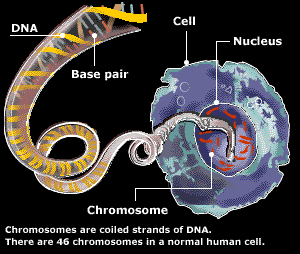 Cell
DNA
Nucleus
Base pair
Chromosome
Chromosomes are coiled strands of DNA.
There are 46 chromosomes in a normal human cell.